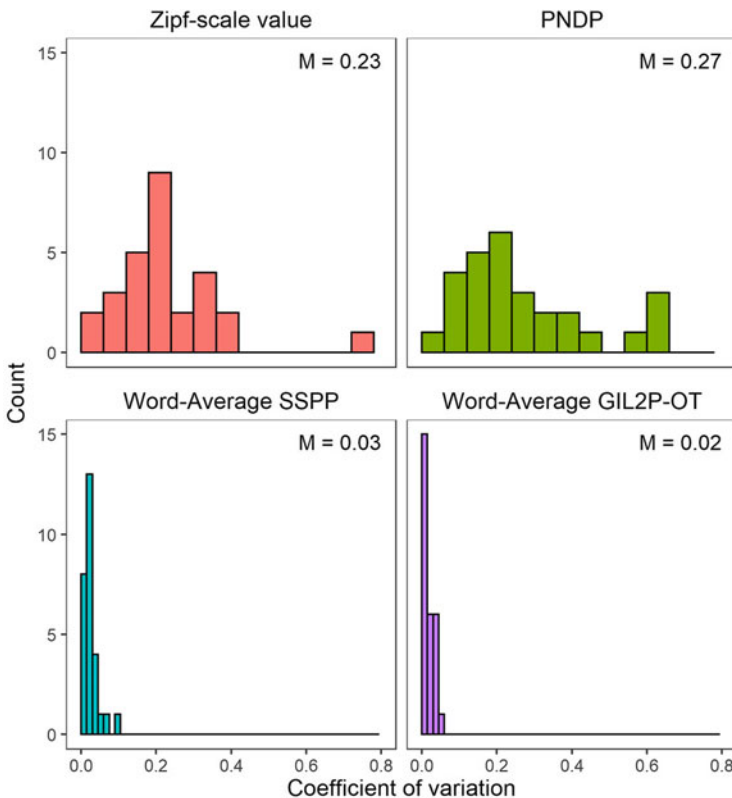 Zipf-scale value
PNDP
M = 0.23
M = 0.27
15
10
5
0
Count
Word-Average SSPP
Word-Average GIL2P-OT
M = 0.03
M = 0.02
15
10
5
0
0.0 0.2 0.4 0.6 0.8
0.0 0.2 0.4 0.6 0.8
Coefficient of variation